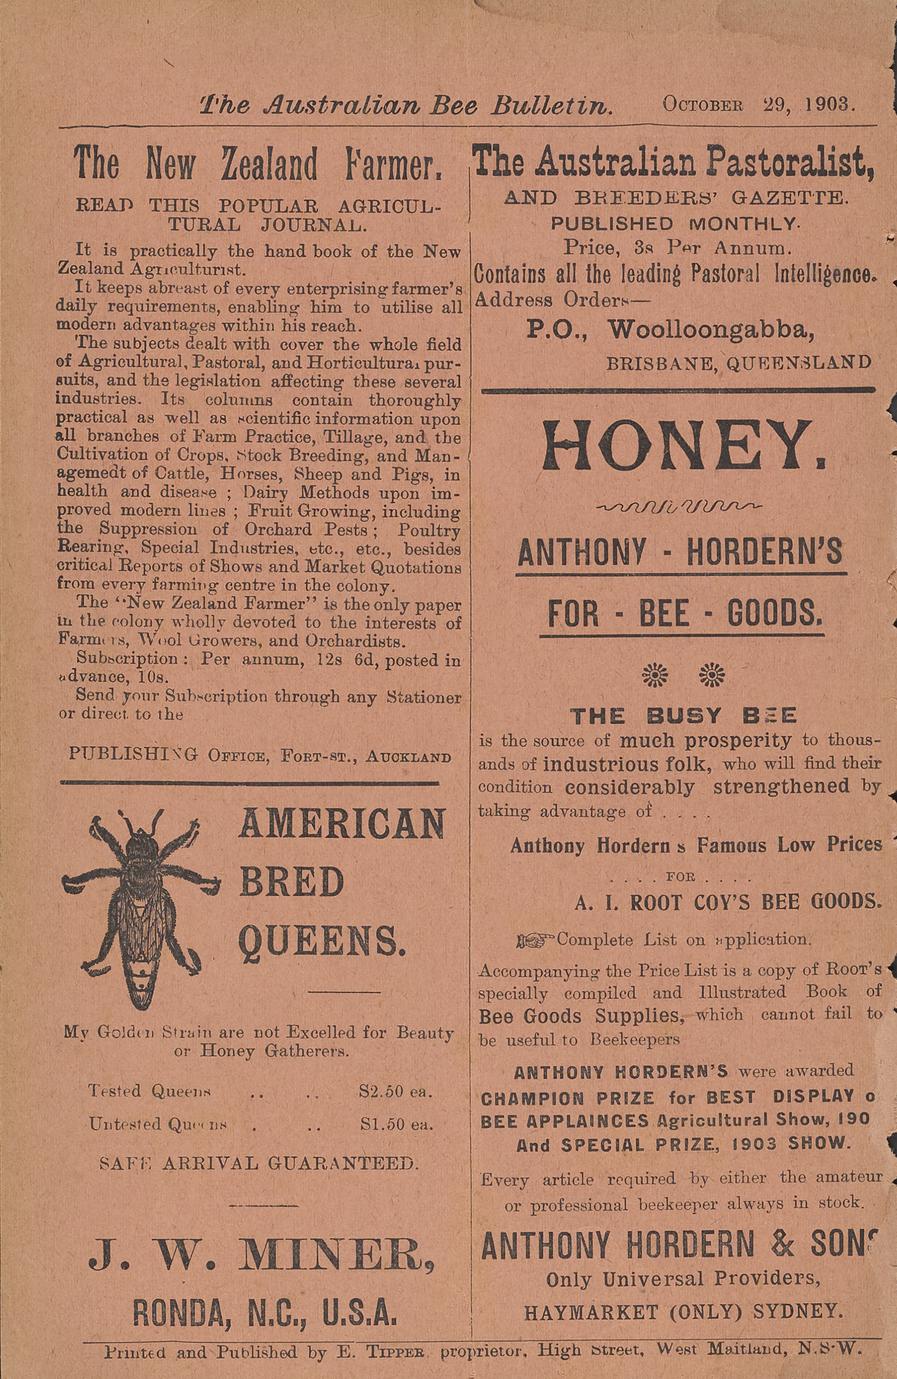 The Australian Bee Bulletin. OCTOBER 29, 1903.
The New Zealand Farmer.
READ THIS POPULAR AGRICUL-
TURAL JOURNAL.
It is practically the hand book of the New
Zealand Agriculturist.
It keeps abreast of every enterprising farmer's
daily requirements, enabling him to utilise all
modern advantages within his reach.
The subjects dealt with cover the whole field
of Agricultural, Pastoral, and Horticultural pur-
suits, and the legislation affecting these several
industries. Its columns contain thoroughly
practical as well as scientific information upon
all branches of Farm Practice, Tillage, and the
Cultivation of Crops, Stock Breeding, and Man-
agemedt of Cattle, Horses, Sheep and Pigs, in
health and disease ; Dairy Methods upon im-
proved modern lines ; Fruit Growing, including
the Suppression of Orchard Pests ; Poultry
Rearing, Special Industries, etc., etc., besides
critical Reports of Shows and Market Quotations
from every farming centre in the colony.
The "New Zealand Farmer" is the only paper
in the colony wholly devoted to the interests of
Farmers, Wool Growers, and Orchardists.
Subscription : Per annum, 12s 6d, posted in
advance, 10s.
Send your Subscription through any Stationer
or direct to the
PUBLISHING OFFICE, FORT-ST., AUCKLAND
AMERICAN
BRED
QUEENS.
My Golden Strain are not Excelled for Beauty
or Honey Gatherers.
Tested Queens .. .. $2.50 ea.
Untested Queens . .. $1.50 ea.
SAFE ARRIVAL GUARANTEED.
J. W. MINER,
RONDA, N.C., U.S.A.
The Australian Pastoralist,
AND BREEDERS' GAZETTE.
PUBLISHED MONTHLY.
Price, 3s Per Annum.
Contains all the leading Pastoral Intelligence.
Address Orders—
P.O., Woolloongabba,
BRISBANE, QUEENSLAND
HONEY.
ANTHONY - HORDERN'S
FOR - BEE - GOODS.
THE BUSY BEE
is the source of much prosperity to thous-
ands of industrious folk, who will find their
condition considerably strengthened by
taking advantage of . . . .
Anthony Hordern s Famous Low Prices
. . . . FOR . . . .
A. I. ROOT COY'S BEE GOODS.
Complete List on application.
Accompanying the Price List is a copy of ROOT'S
specially compiled and Illustrated Book of
Bee Goods Supplies, which cannot fail to
be useful to Beekeepers
ANTHONY HORDERN'S were awarded
CHAMPION PRIZE for BEST DISPLAY o
BEE APPLAINCES Agricultural Show, 190
And SPECIAL PRIZE, 1903 SHOW.
Every article required by either the amateur
or professional beekeeper always in stock.
ANTHONY HORDERN & SONS
Only Universal Providers,
HAYMARKET (ONLY) SYDNEY.
Printed and Published by E. TIPPER, proprietor, High Street, West Maitland, N.S.W.